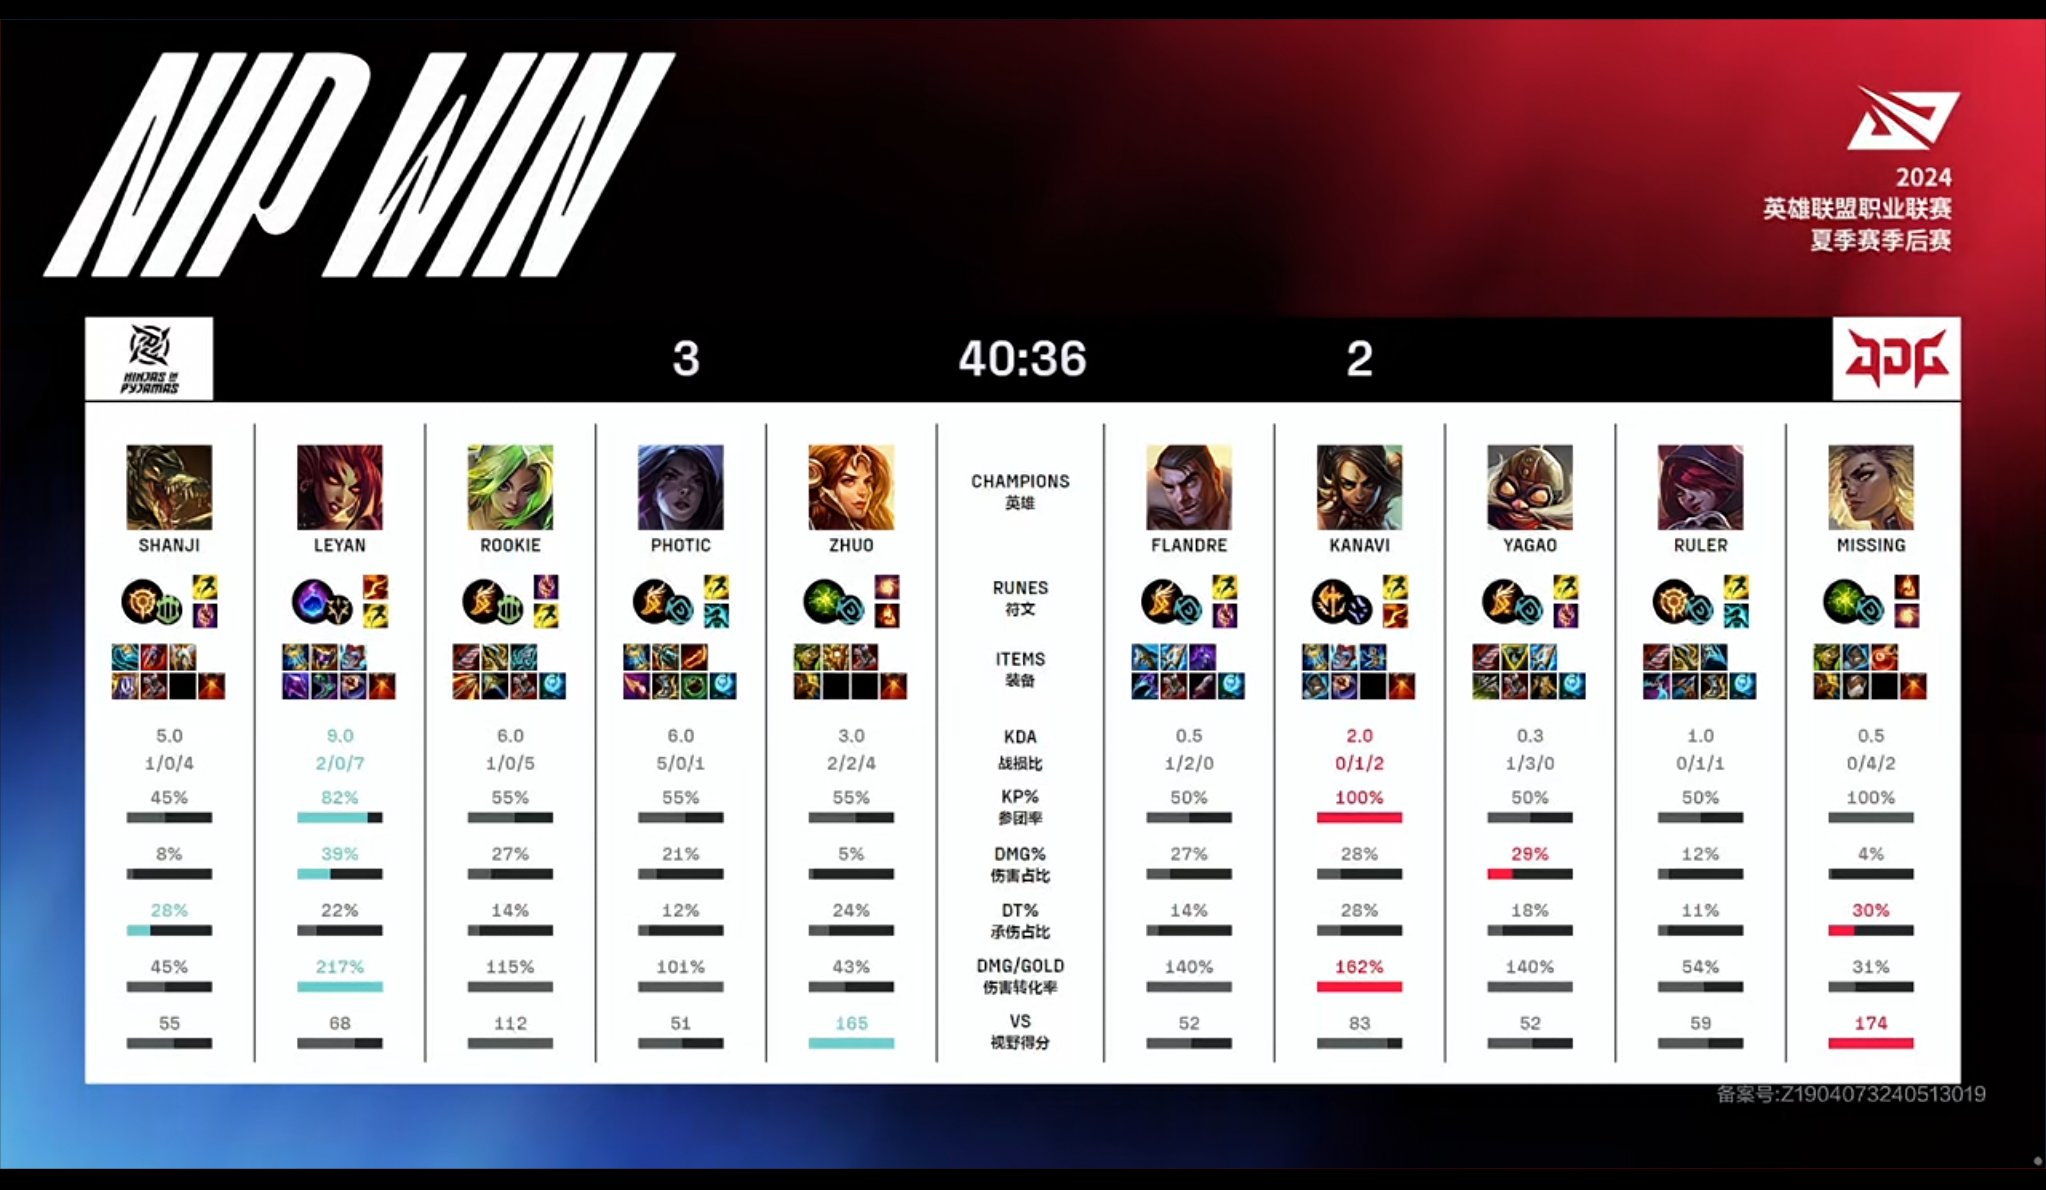 NIP WIN
2024
英雄联盟职业联赛
夏季赛季后赛
NINJAS IN
PYJAMAS
3 40:36 2
JDG
CHAMPIONS
英雄
SHANJI LEYAN ROOKIE PHOTIC ZHUO FLANDRE KANAVI YAGAO RULER MISSING
RUNES
符文
ITEMS
装备
5.0 9.0 6.0 6.0 3.0 KDA 0.5 2.0 0.3 1.0 0.5
1/0/4 2/0/7 1/0/5 5/0/1 2/2/4 战损比 1/2/0 0/1/2 1/3/0 0/1/1 0/4/2
45% 82% 55% 55% 55% KP% 50% 100% 50% 50% 100%
参团率
8% 39% 27% 21% 5% DMG% 27% 28% 29% 12% 4%
伤害占比
28% 22% 14% 12% 24% DT% 14% 28% 18% 11% 30%
承伤占比
45% 217% 115% 101% 43% DMG/GOLD 140% 162% 140% 54% 31%
伤害转化率
55 68 112 51 165 VS 52 83 52 59 174
视野得分
备案号:Z1904073240513019